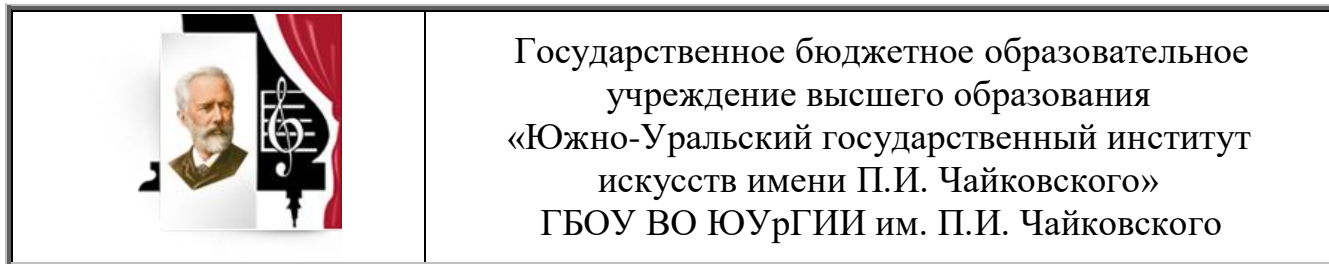 Государственное бюджетное образовательное
учреждение высшего образования
«Южно-Уральский государственный институт
искусств имени П.И. Чайковского»
ГБОУ ВО ЮУрГИИ им. П.И. Чайковского